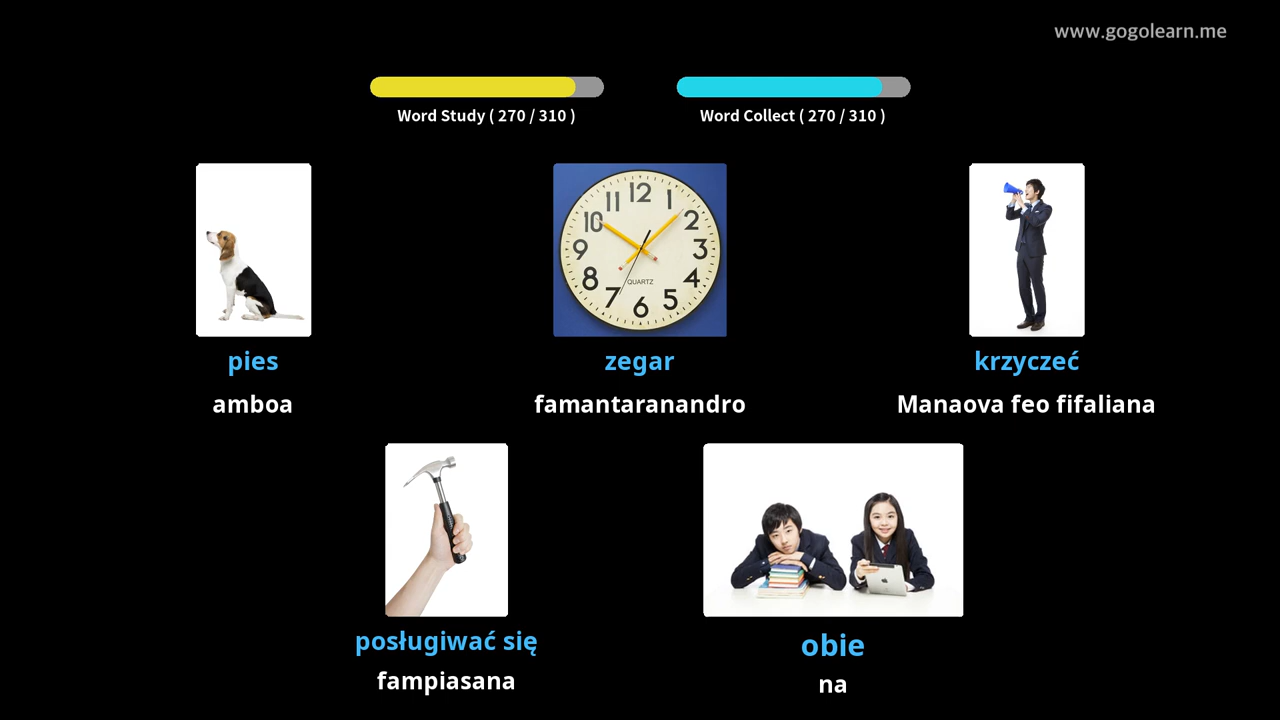 www.gogolearn.me
Word Study ( 270 / 310 )
Word Collect ( 270 / 310 )
12
1
2
3
4
5
6
7
8
9
10
11
QUARTZ
pies
zegar
krzyczeć
amboa
famantaranandro
Manaova feo fifaliana
posługiwać się
obie
fampiasana
na